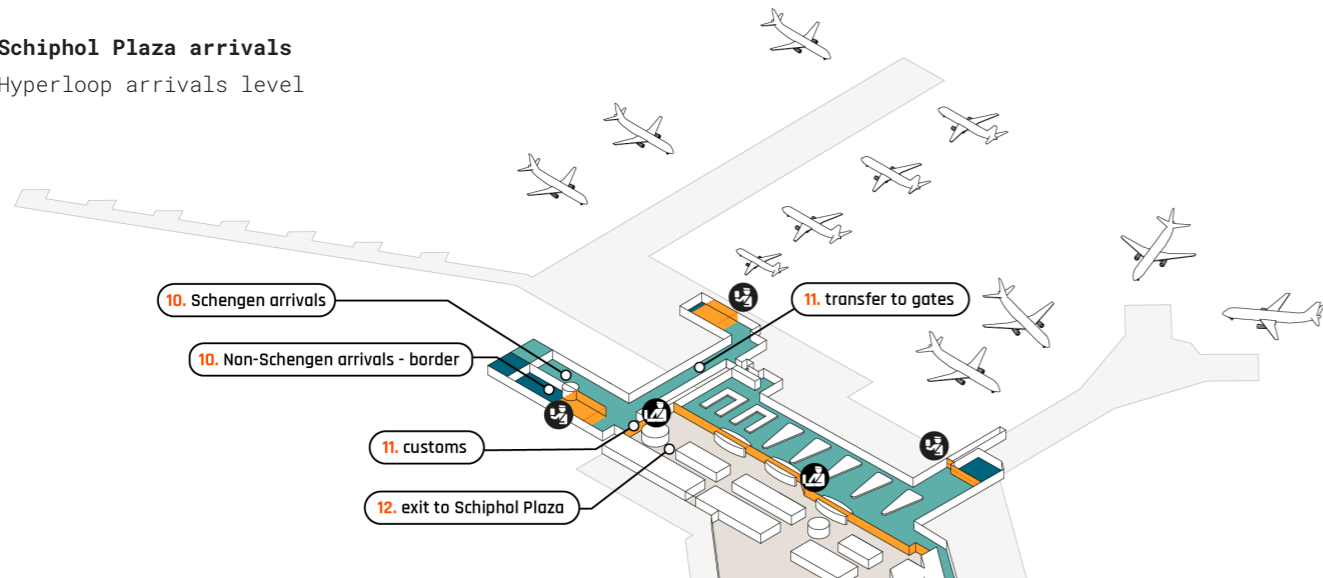 Schiphol Plaza arrivals
Hyperloop arrivals level
10. Schengen arrivals
11. transfer to gates
10. Non-Schengen arrivals - border
11. customs
12. exit to Schiphol Plaza